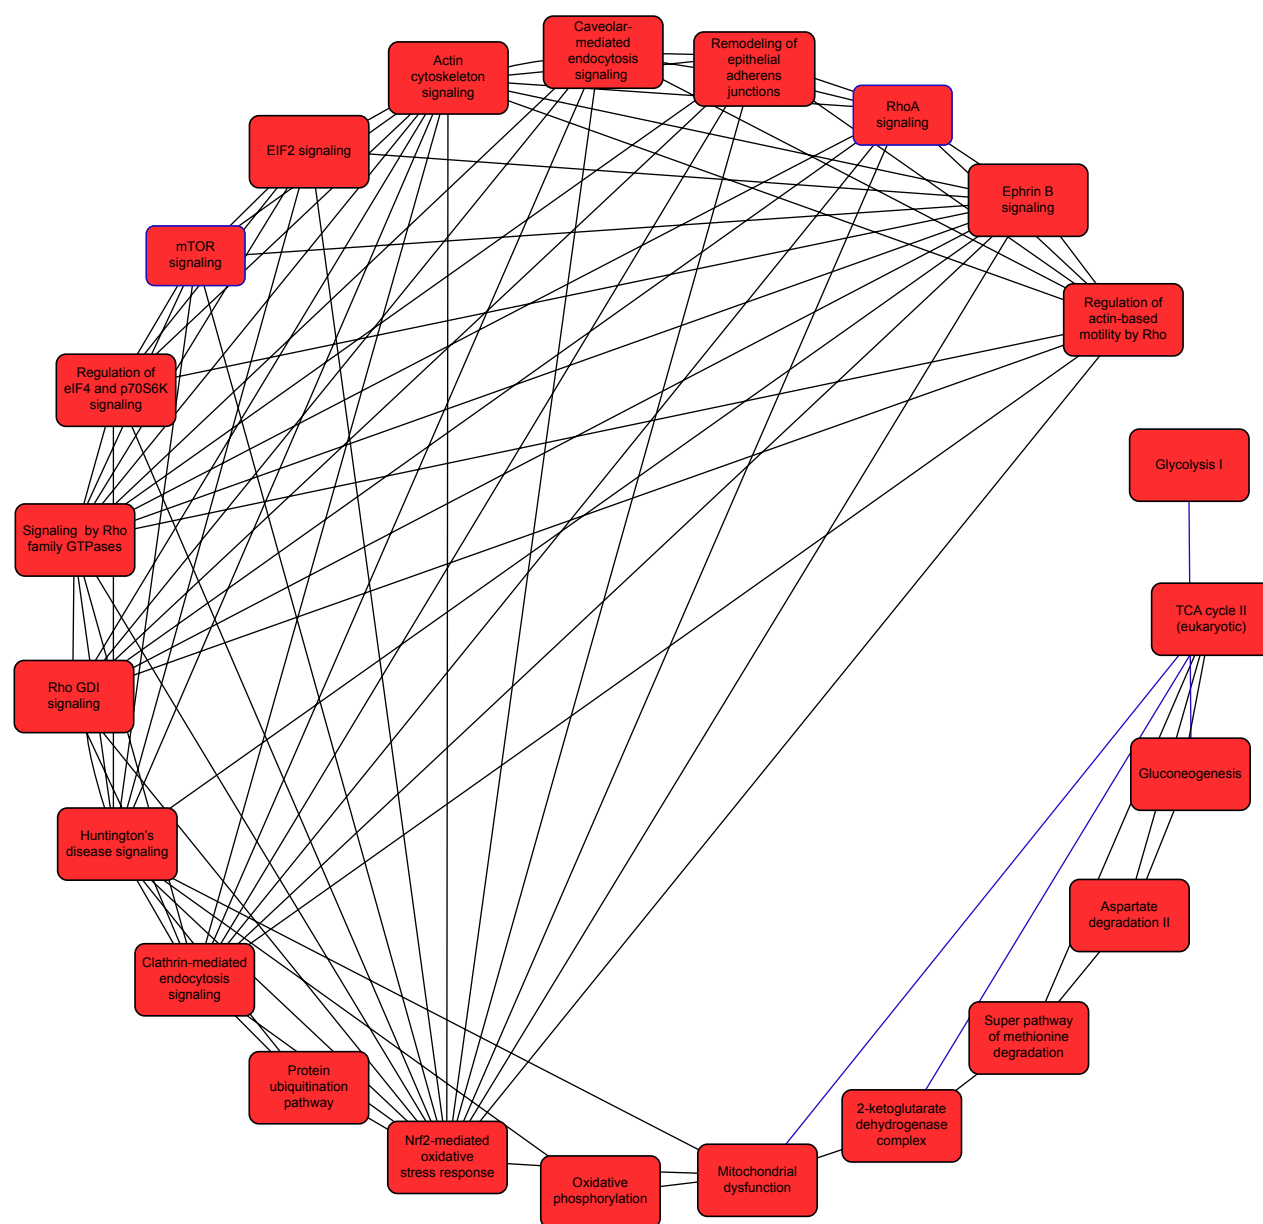 Caveolar-
mediated
endocytosis
signaling
Remodeling of
epithelial
adherens
junctions
Actin
cytoskeleton
signaling
RhoA
signaling
EIF2 signaling
Ephrin B
signaling
mTOR
signaling
Regulation of
actin-based
motility by Rho
Regulation of
eIF4 and p70S6K
signaling
Glycolysis I
Signaling by Rho
family GTPases
TCA cycle II
(eukaryotic)
Rho GDI
signaling
Gluconeogenesis
Huntington's
disease signaling
Aspartate
degradation II
Clathrin-mediated
endocytosis
signaling
Super pathway
of methionine
degradation
Protein
ubiquitination
pathway
2-ketoglutarate
dehydrogenase
complex
Nrf2-mediated
oxidative
stress response
Oxidative
phosphorylation
Mitochondrial
dysfunction